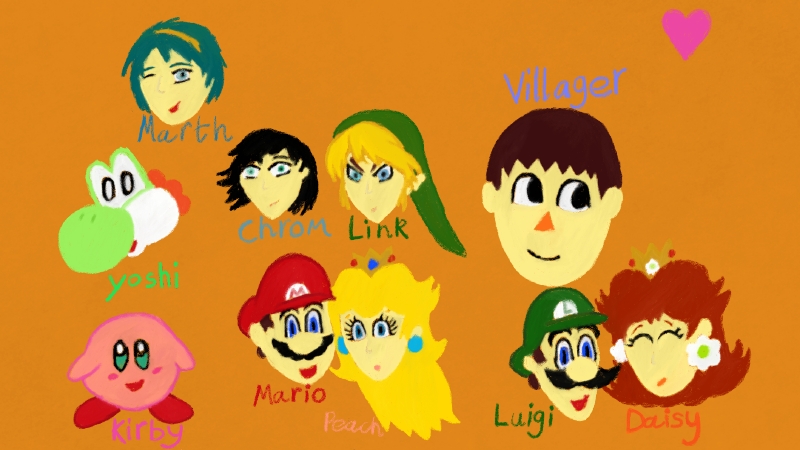 Marth
Villager
Chrom
Link
yoshi
M
L
Mario
Peach
Luigi
Daisy
Kirby